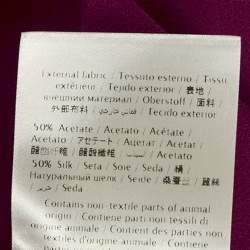 External fabric / Tessuto esterno / Tissu
extérieur / Tejido exterior / 表地 /
внешний материал / Oberstoff / 面料 /
外部布料 / قماش خارجي / Tecido exterior
50% Acetate / Acetato / Acétate /
Acetato / アセテート / Ацетат / Acetat /
醋酯纤维 / 醋酸纖維 / أسيتات / Acetato
50% Silk / Seta / Soie / Seda / 絹 /
Натуральный шелк / Seide / 桑蚕丝 / 蠶絲
/ حرير / Seda
Contains non-textile parts of animal
origin / Contiene parti non tessili di
origine animale / Contient des parties non
textiles d'origine animale /